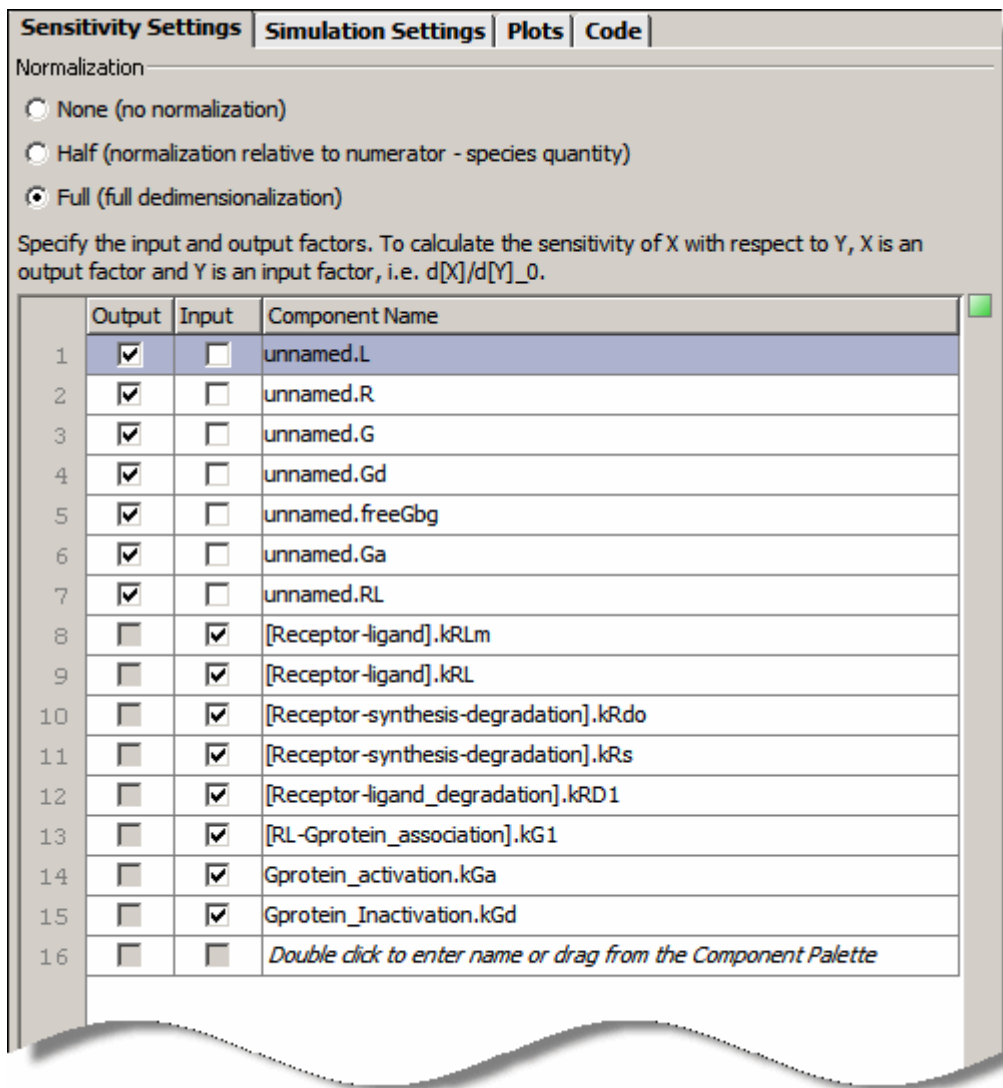 Sensitivity Settings Simulation Settings Plots Code
Normalization
None (no normalization)
Half (normalization relative to numerator - species quantity)
Full (full dedimensionalization)
Specify the input and output factors. To calculate the sensitivity of X with respect to Y, X is an
output factor and Y is an input factor, i.e. d[X]/d[Y]_0.
Output Input Component Name
1 unnamed.L
2 unnamed.R
3 unnamed.G
4 unnamed.Gd
5 unnamed.freeGbg
6 unnamed.Ga
7 unnamed.RL
8 [Receptor-ligand].kRLm
9 [Receptor-ligand].kRL
10 [Receptor-synthesis-degradation].kRdo
11 [Receptor-synthesis-degradation].kRs
12 [Receptor-ligand_degradation].kRD1
13 [RL-Gprotein_association].kG1
14 Gprotein_activation.kGa
15 Gprotein_Inactivation.kGd
16 Double click to enter name or drag from the Component Palette